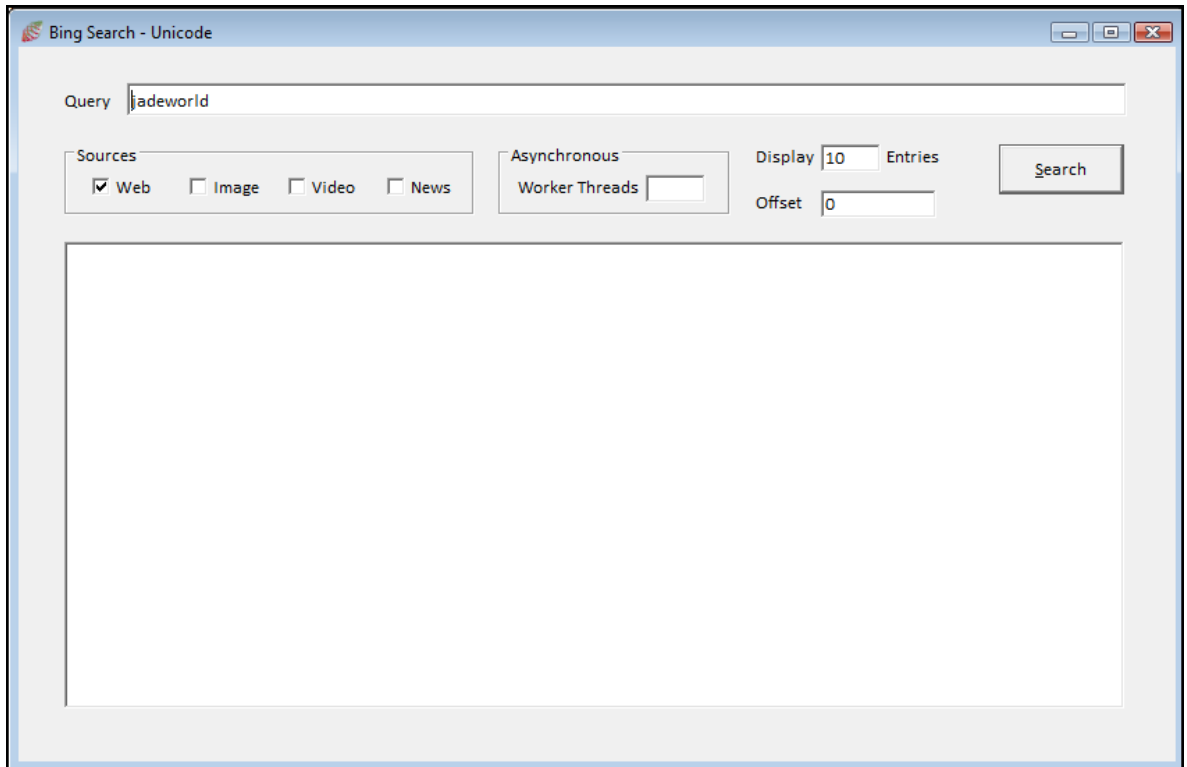 Bing Search - Unicode
Query jadeworld
Sources Asynchronous Display 10 Entries Search
Web Image Video News Worker Threads
Offset 0